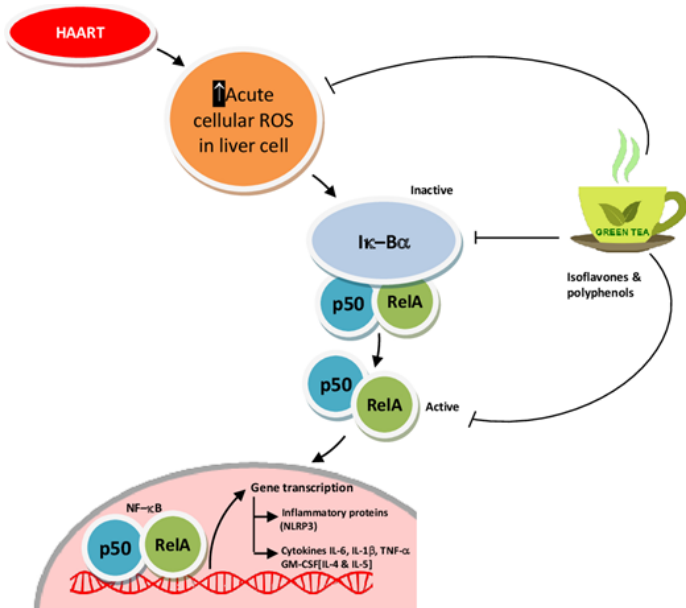 HAART
↑Acute
cellular ROS
in liver cell
Inactive
GREEN TEA
Iκ–Bα
Isoflavones &
polyphenols
p50
RelA
p50
RelA
Active
Gene transcription
NF–κB
Inflammatory proteins
(NLRP3)
p50
RelA
Cytokines IL-6, IL-1β, TNF-α
GM-CSF[IL-4 & IL-5]